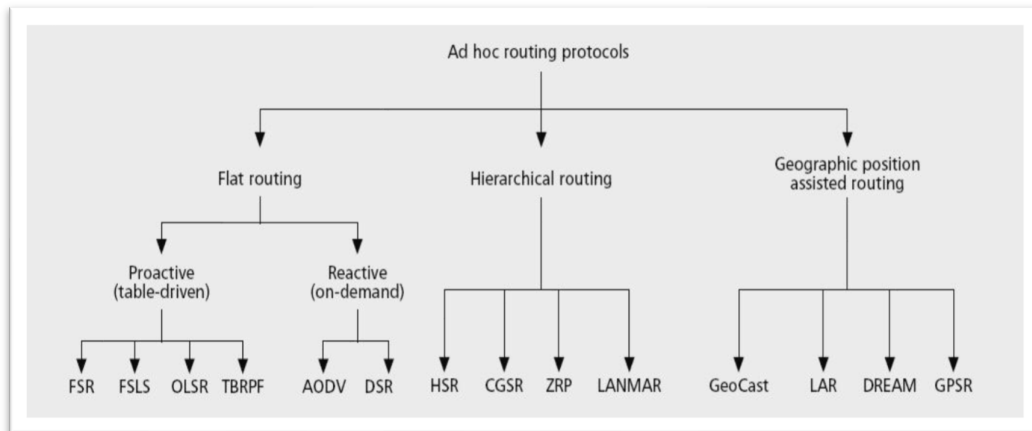 Ad hoc routing protocols
Flat routing
Hierarchical routing
Geographic position
assisted routing
Proactive
(table-driven)
Reactive
(on-demand)
FSR FSLS OLSR TBRPF AODV DSR HSR CGSR ZRP LANMAR GeoCast LAR DREAM GPSR